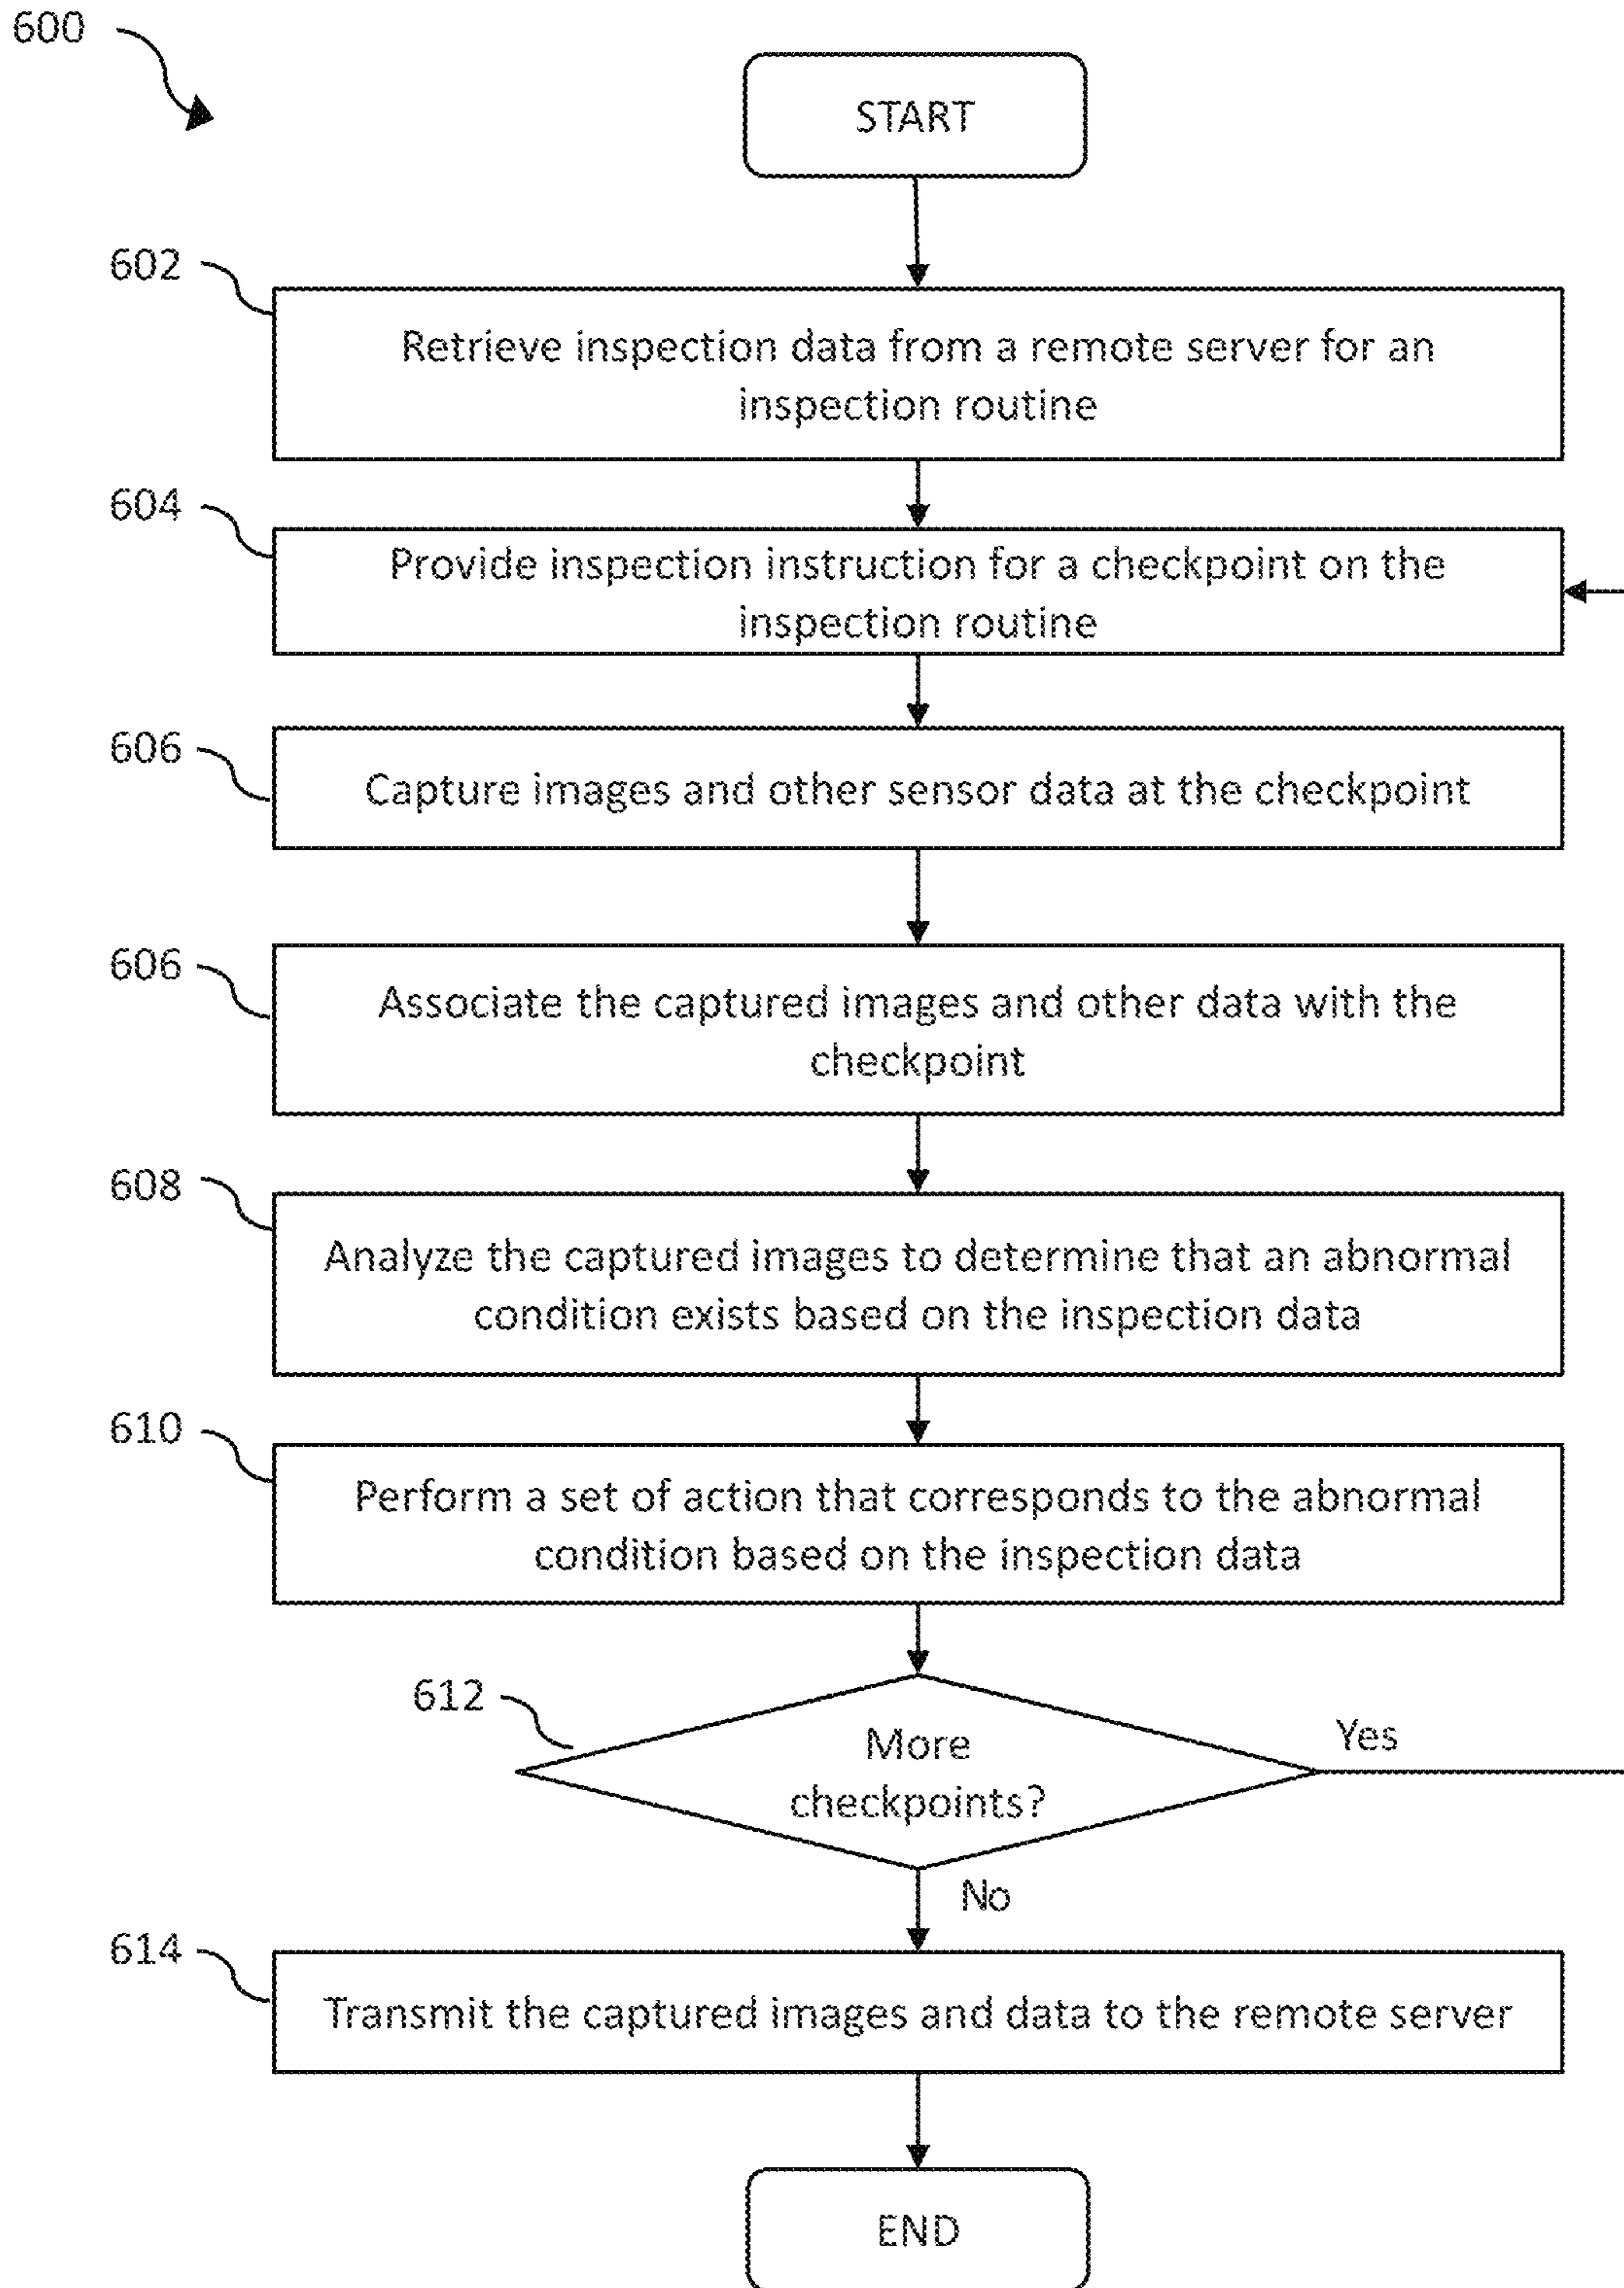 600
START
602
Retrieve inspection data from a remote server for an
inspection routine
604
Provide inspection instruction for a checkpoint on the
inspection routine
606
Capture images and other sensor data at the checkpoint
606
Associate the captured images and other data with the
checkpoint
608
Analyze the captured images to determine that an abnormal
condition exists based on the inspection data
610
Perform a set of action that corresponds to the abnormal
condition based on the inspection data
612
More
checkpoints?
Yes
No
614
Transmit the captured images and data to the remote server
END